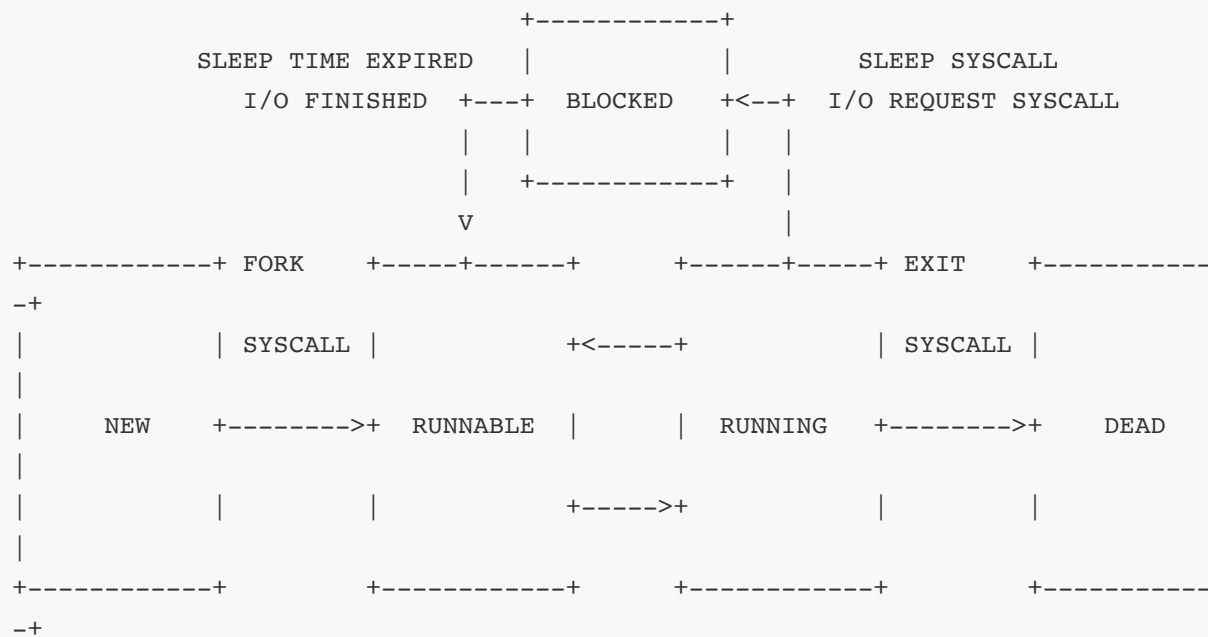 +------------+
SLEEP TIME EXPIRED | | SLEEP SYSCALL
I/O FINISHED +---+ BLOCKED +<--+ I/O REQUEST SYSCALL
| | | |
| +------------+ |
V |
+------------+ FORK +-----+------+ +------+-----+ EXIT +-----------
-+
| | SYSCALL | +<-----+ | SYSCALL |
|
| NEW +-------->+ RUNNABLE | | RUNNING +-------->+ DEAD
|
| | | +----->+ | |
|
+------------+ +------------+ +------------+ +-----------
-+